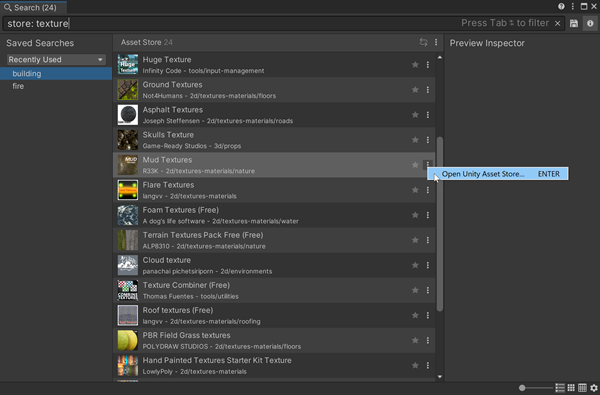 Search (24)
store: texture
Press Tab ⇆ to filter
Saved Searches
Recently Used
building
fire
Asset Store 24
Huge Texture
Infinity Code - tools/input-management
Ground Textures
Not4Humans - 2d/textures-materials/floors
Asphalt Textures
Joseph Steffensen - 2d/textures-materials/roads
Skulls Texture
Game-Ready Studios - 3d/props
Mud Textures
R33K - 2d/textures-materials/nature
Flare Textures
langvv - 2d/textures-materials
Foam Textures (Free)
A dog's life software - 2d/textures-materials/water
Terrain Textures Pack Free (Free)
ALP8310 - 2d/textures-materials/nature
Cloud texture
panachai pichetsiriporn - 2d/environments
Texture Combiner (Free)
Thomas Fuentes - tools/utilities
Roof textures (Free)
langvv - 2d/textures-materials/roofing
PBR Field Grass textures
POLYDRAW STUDIOS - 2d/textures-materials/floors
Hand Painted Textures Starter Kit Texture
LowlyPoly - 2d/textures-materials
Open Unity Asset Store... ENTER
Preview Inspector